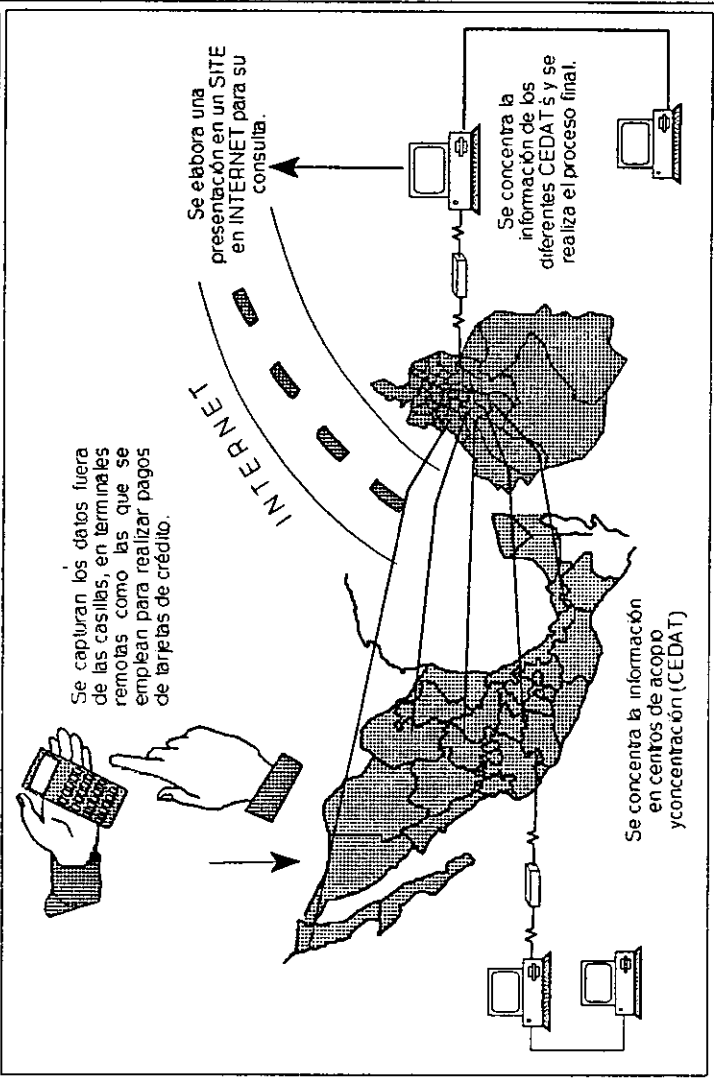 Se capturan los datos fuera
de las casillas, en terminales
remotas como las que se
emplean para realizar pagos
de tarjetas de crédito.
INTERNET
Se elabora una
presentación en un SITE
en INTERNET para su
consulta.
Se concentra la información
en centros de acopio
yconcentración (CEDAT)
Se concentra la
información de los
diferentes CEDAT's y se
realiza el proceso final.